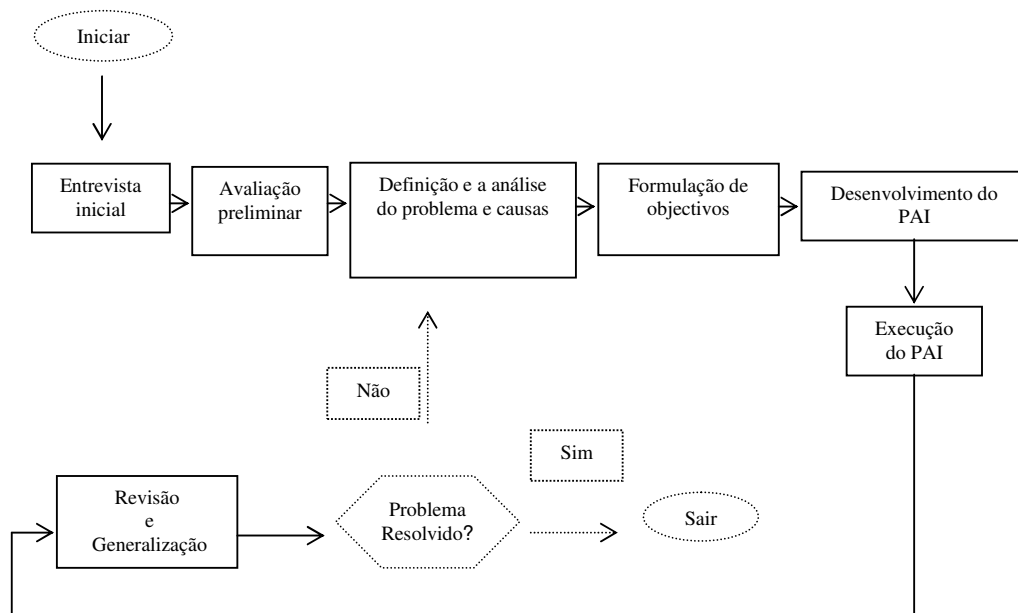 Iniciar
Entrevista
inicial
Avaliação
preliminar
Definição e a análise
do problema e causas
Formulação de
objectivos
Desenvolvimento do
PAI
Execução
do PAI
Não
Sim
Revisão
e
Generalização
Problema
Resolvido?
Sair